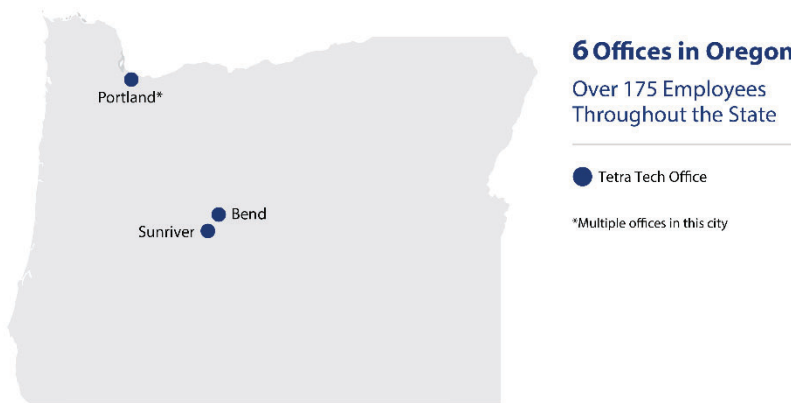 6 Offices in Oregon
Over 175 Employees
Throughout the State
Tetra Tech Office
*Multiple offices in this city
Portland*
Bend
Sunriver